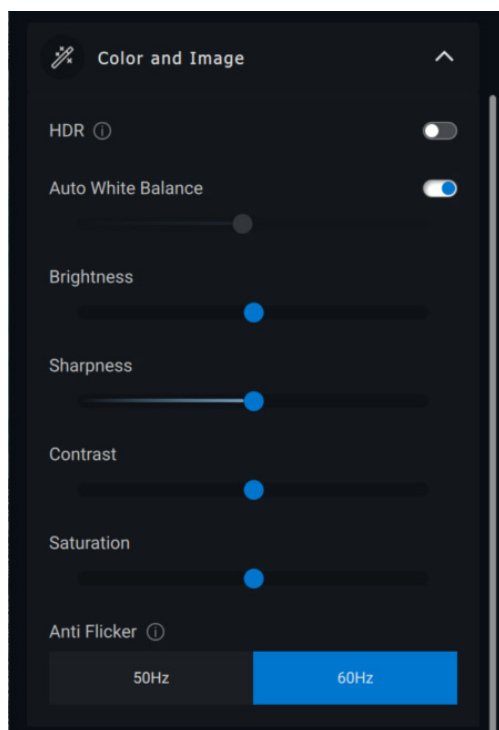 Color and Image
HDR
Auto White Balance
Brightness
Sharpness
Contrast
Saturation
Anti Flicker
50Hz 60Hz